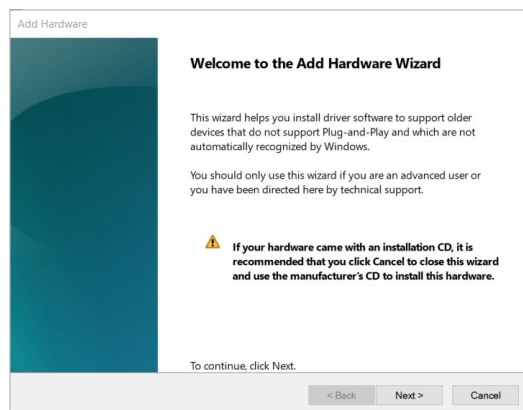 Add Hardware
Welcome to the Add Hardware Wizard
This wizard helps you install driver software to support older
devices that do not support Plug-and-Play and which are not
automatically recognized by Windows.
You should only use this wizard if you are an advanced user or
you have been directed here by technical support.
If your hardware came with an installation CD, it is
recommended that you click Cancel to close this wizard
and use the manufacturer's CD to install this hardware.
To continue, click Next.
< Back Next > Cancel